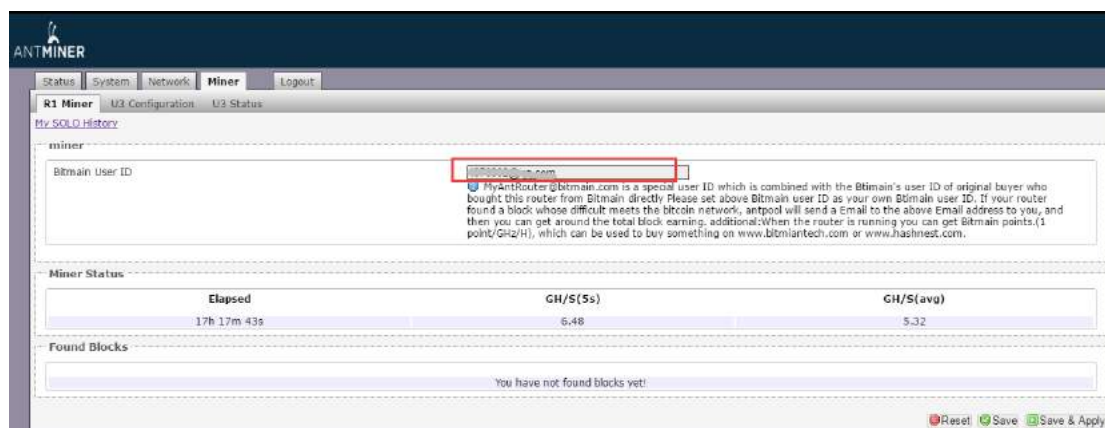 ANTMINER
Status System Network Miner Logout
R1 Miner U3 Configuration U3 Status
My SOLO History
miner
Bitmain User ID
MyAntRouter@bitmain.com is a special user ID which is combined with the Btimain's user ID of original buyer who
bought this router from Bitmain directly Please set above Bitmain user ID as your own Btimain user ID. If your router
found a block whose difficult meets the bitcoin network, antpool will send a Email to the above Email address to you, and
then you can get around the total block earning. additional:When the router is running you can get Bitmain points.(1
point/GHz/H), which can be used to buy something on www.bitmiantech.com or www.hashnest.com.
Miner Status
Elapsed GH/S(5s) GH/S(avg)
17h 17m 43s 6.48 5.32
Found Blocks
You have not found blocks yet!
Reset Save Save & Apply